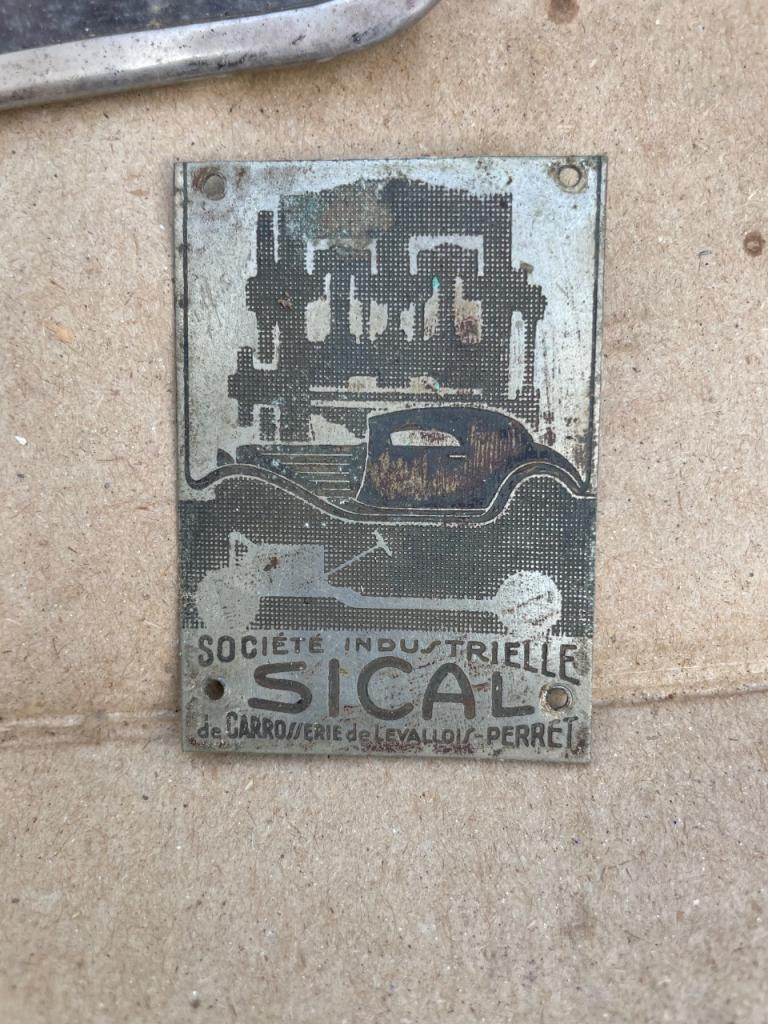 SOCIÉTÉ INDUSTRIELLE
SICAL
de CARROSSERIE de LEVALLOIS-PERRET